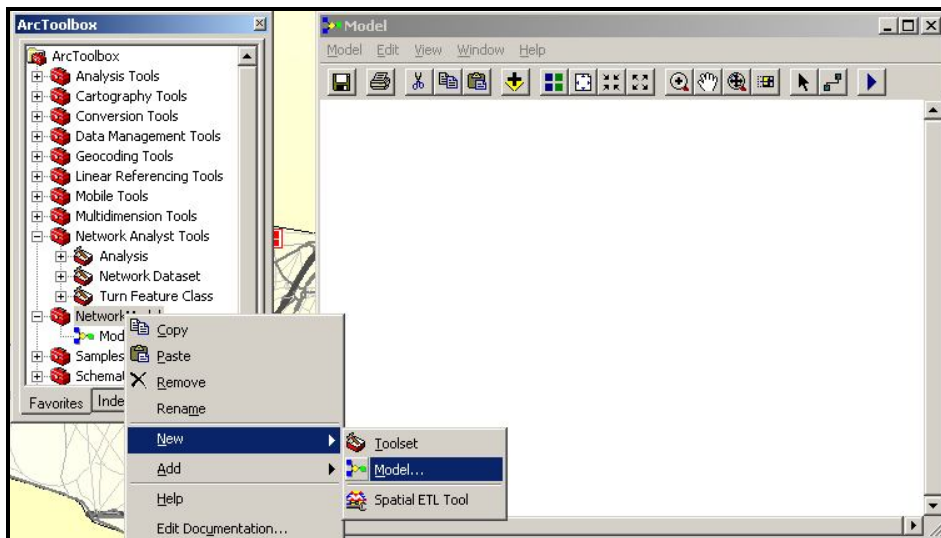 ArcToolbox
ArcToolbox
Analysis Tools
Cartography Tools
Conversion Tools
Data Management Tools
Geocoding Tools
Linear Referencing Tools
Mobile Tools
Multidimension Tools
Network Analyst Tools
Analysis
Network Dataset
Turn Feature Class
Network
Mod
Samples
Schemat
Favorites Inde
Copy
Paste
Remove
Rename
New
Add
Help
Edit Documentation...
Toolset
Model...
Spatial ETL Tool
Model
Model Edit View Window Help